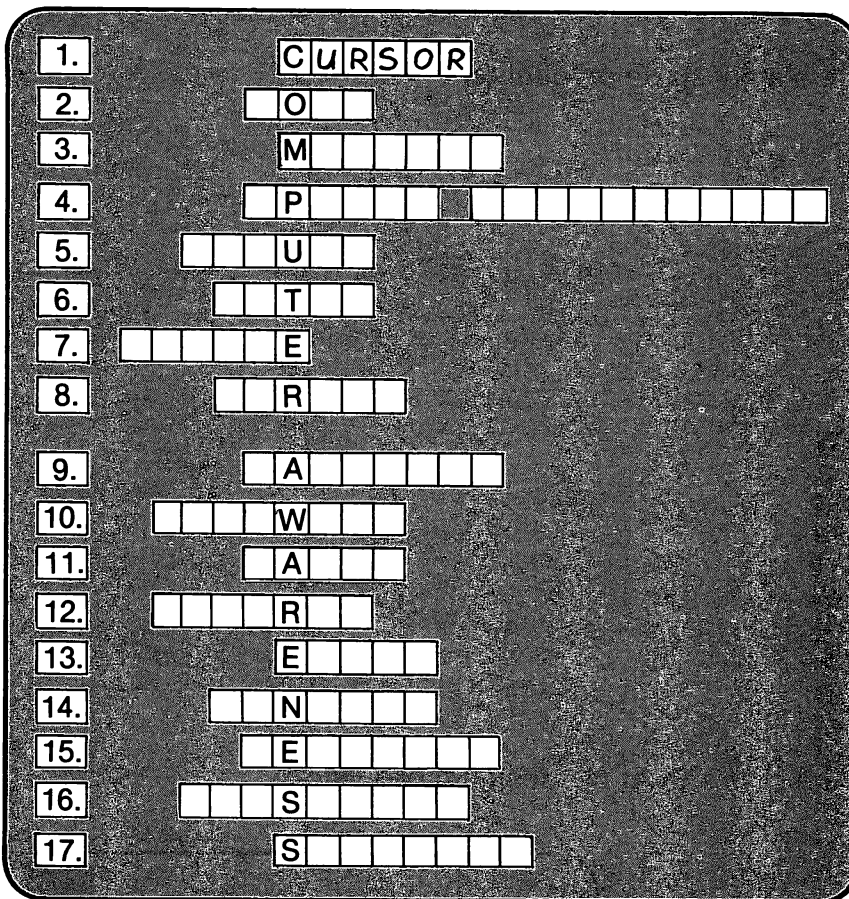 1. CURSOR
2. O
3. M
4. P
5. U
6. T
7. E
8. R
9. A
10. W
11. A
12. R
13. E
14. N
15. E
16. S
17. S